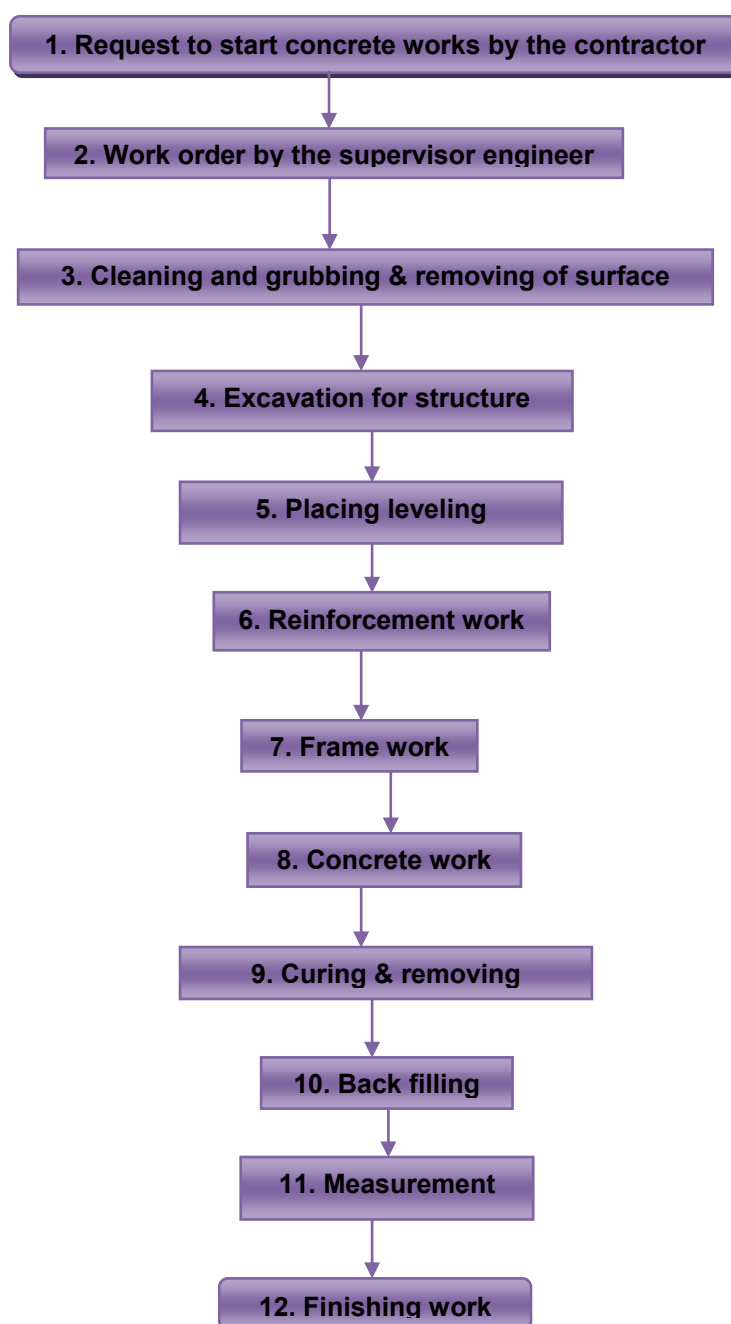 1. Request to start concrete works by the contractor
2. Work order by the supervisor engineer
3. Cleaning and grubbing & removing of surface
4. Excavation for structure
5. Placing leveling
6. Reinforcement work
7. Frame work
8. Concrete work
9. Curing & removing
10. Back filling
11. Measurement
12. Finishing work